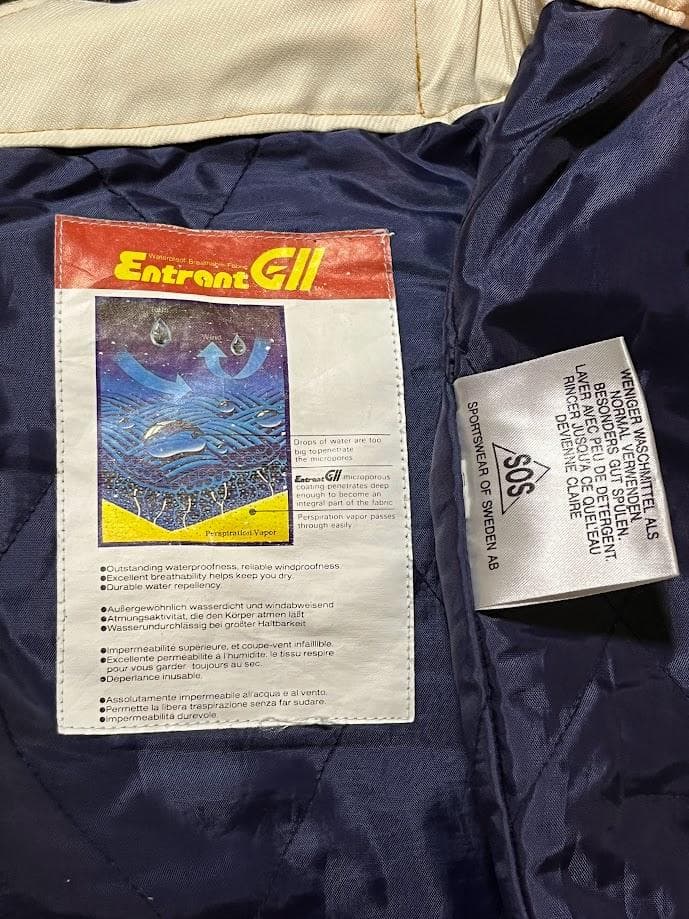 Waterproof Breathable Fabric
Entrant GII
Rain
Wind
Drops of water are too
big to penetrate
the micropores
Entrant GII microporous
coating penetrates deep
enough to become an
integral part of the fabric
Perspiration vapor passes
through easily
Perspiration Vapor
●Outstanding waterproofness, reliable windproofness.
●Excellent breathability helps keep you dry.
●Durable water repellency.
●Außergewöhnlich wasserdicht und windabweisend
●Atmungsaktivität, die den Körper atmen läßt
●Wasserundurchlässig bei großter Haltbarkeit
●Impermeabilité supérieure, et coupe-vent infaillible.
●Excellente permeabilite a l'humidite: le tissu respire
pour vous garder toujours au sec.
●Deperlance inusable.
●Assolutamente impermeabile all'acqua e al vento.
●Permette la libera traspirazione senza far sudare.
●Impermeabilità durevole.
WENIGER WASCHMITTEL ALS
NORMAL VERWENDEN.
BESONDERS GUT SPÜLEN.
LAVER AVEC PEU DE DETERGENT.
RINCER JUSQU'A CE QUEL'EAU
DEVIENNE CLAIRE
SOS
SPORTSWEAR OF SWEDEN AB